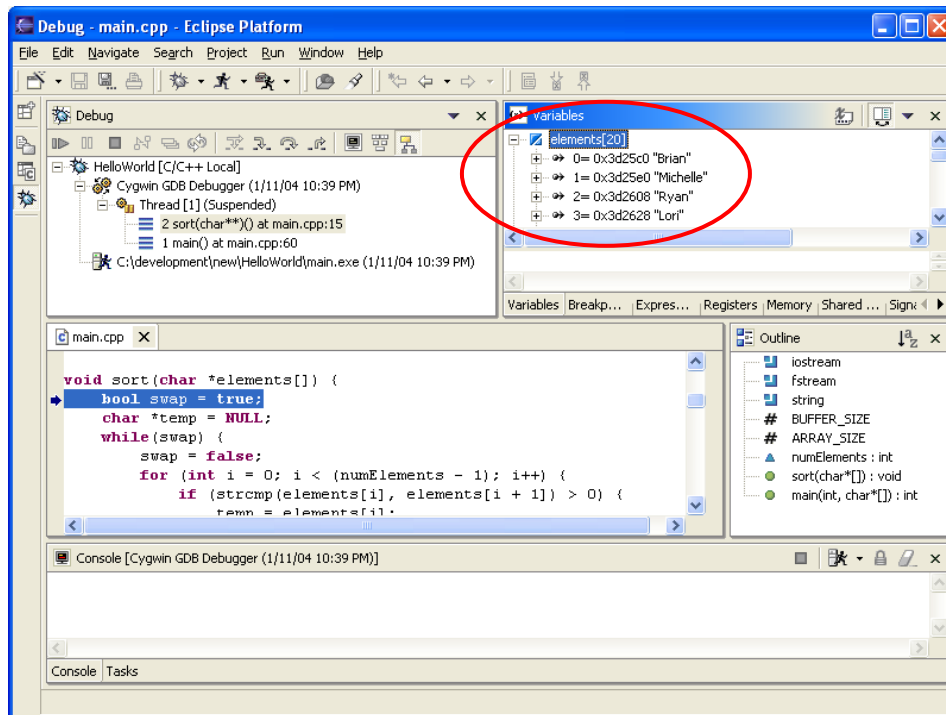 Debug - main.cpp - Eclipse Platform
File Edit Navigate Search Project Run Window Help
Debug
HelloWorld [C/C++ Local]
Cygwin GDB Debugger (1/11/04 10:39 PM)
Thread [1] (Suspended)
2 sort(char**)() at main.cpp:15
1 main() at main.cpp:60
C:\development\new\HelloWorld\main.exe (1/11/04 10:39 PM)
Variables
elements[20]
0= 0x3d25c0 "Brian"
1= 0x3d25e0 "Michelle"
2= 0x3d2608 "Ryan"
3= 0x3d2628 "Lori"
Variables Breakp... Expres... Registers Memory Shared ... Signa
main.cpp
void sort(char *elements[]) {
bool swap = true;
char *temp = NULL;
while(swap) {
swap = false;
for (int i = 0; i < (numElements - 1); i++) {
if (strcmp(elements[i], elements[i + 1]) > 0) {
temp = elements[i];
Outline
iostream
fstream
string
BUFFER_SIZE
ARRAY_SIZE
numElements : int
sort(char*[]) : void
main(int, char*[]) : int
Console [Cygwin GDB Debugger (1/11/04 10:39 PM)]
Console Tasks